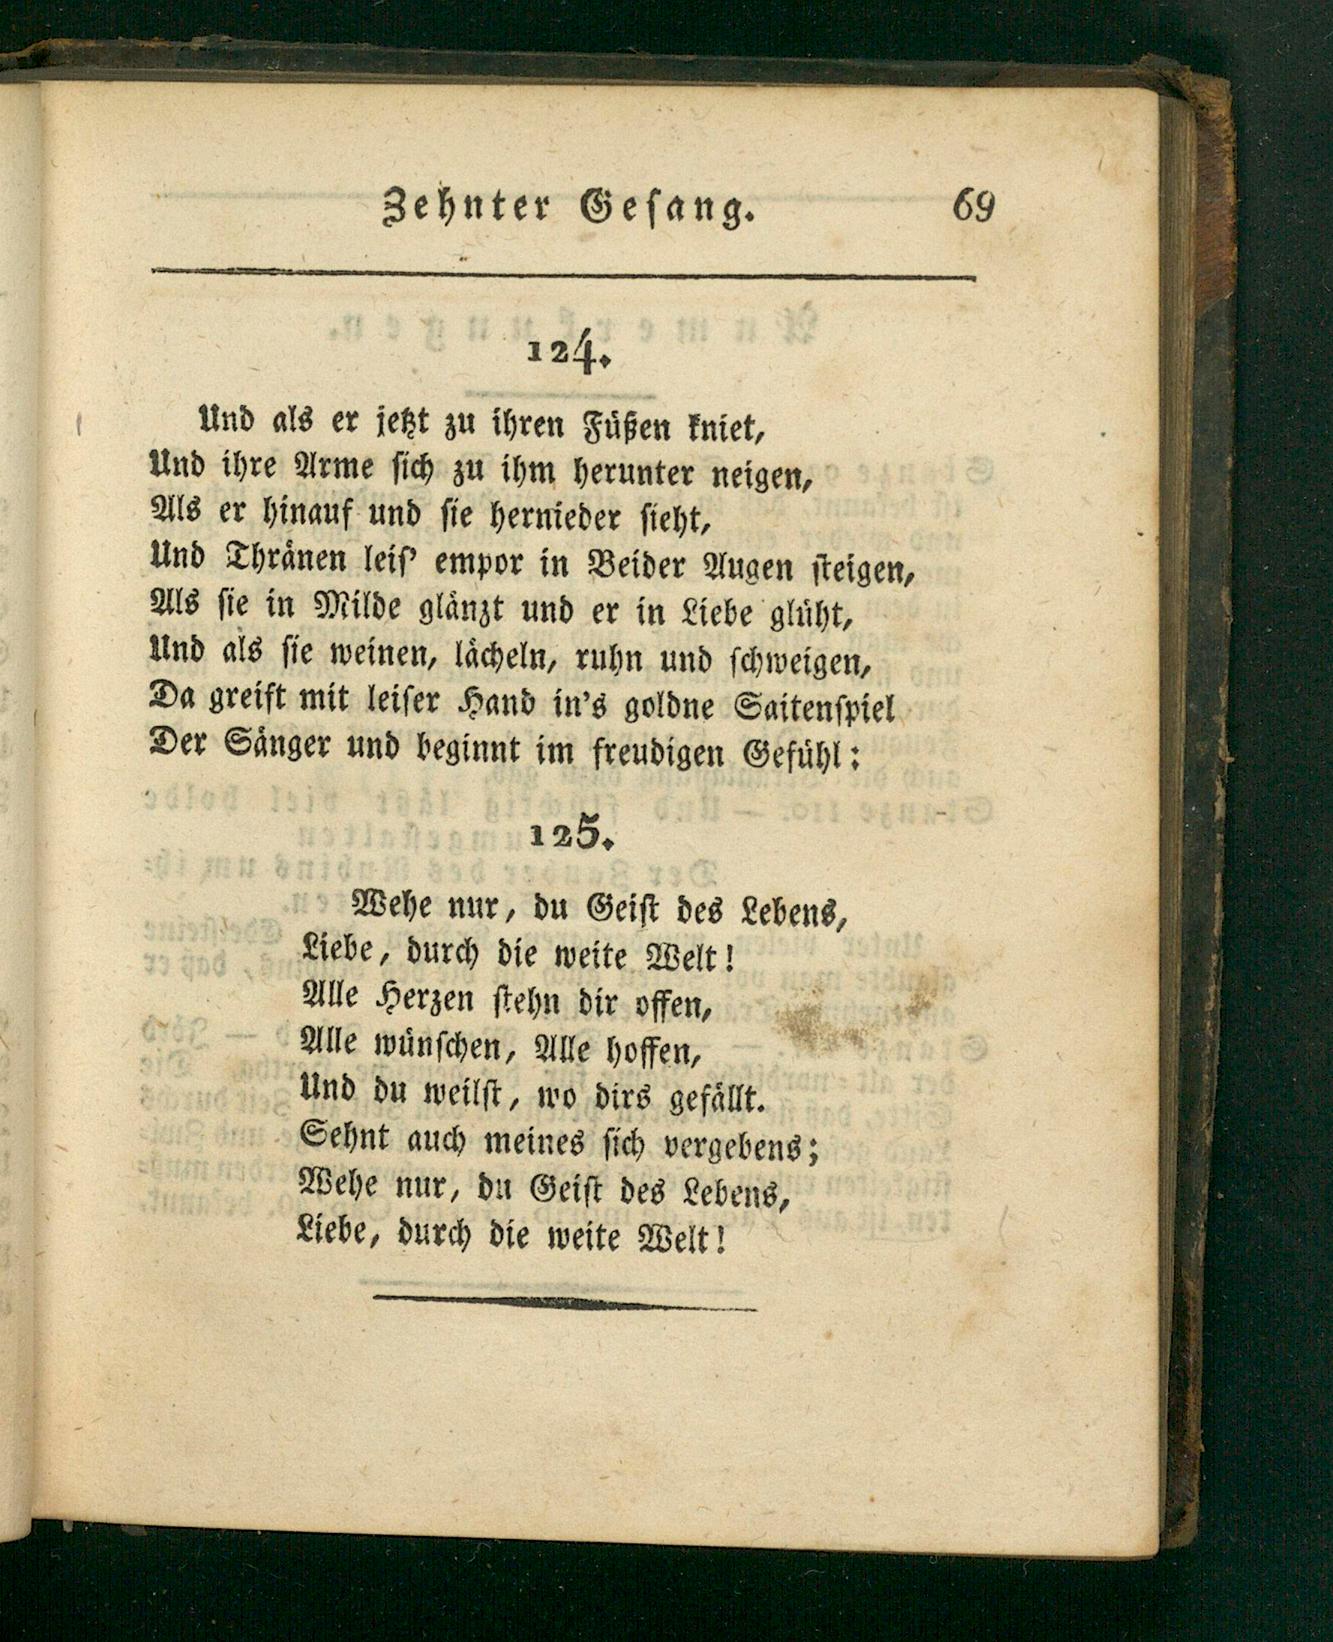 Zehnter Gesang. 69
124.
Und als er jetzt zu ihren Füßen kniet,
Und ihre Arme sich zu ihm herunter neigen,
Als er hinauf und sie hernieder sieht,
Und Thränen leis' empor in Beider Augen steigen,
Als sie in Milde glänzt und er in Liebe glüht,
Und als sie weinen, lächeln, ruhn und schweigen,
Da greift mit leiser Hand in's goldne Saitenspiel
Der Sänger und beginnt im freudigen Gefühl:
125.
Wehe nur, du Geist des Lebens,
Liebe, durch die weite Welt!
Alle Herzen stehn dir offen,
Alle wünschen, Alle hoffen,
Und du weilst, wo dirs gefällt.
Sehnt auch meines sich vergebens;
Wehe nur, du Geist des Lebens,
Liebe, durch die weite Welt!